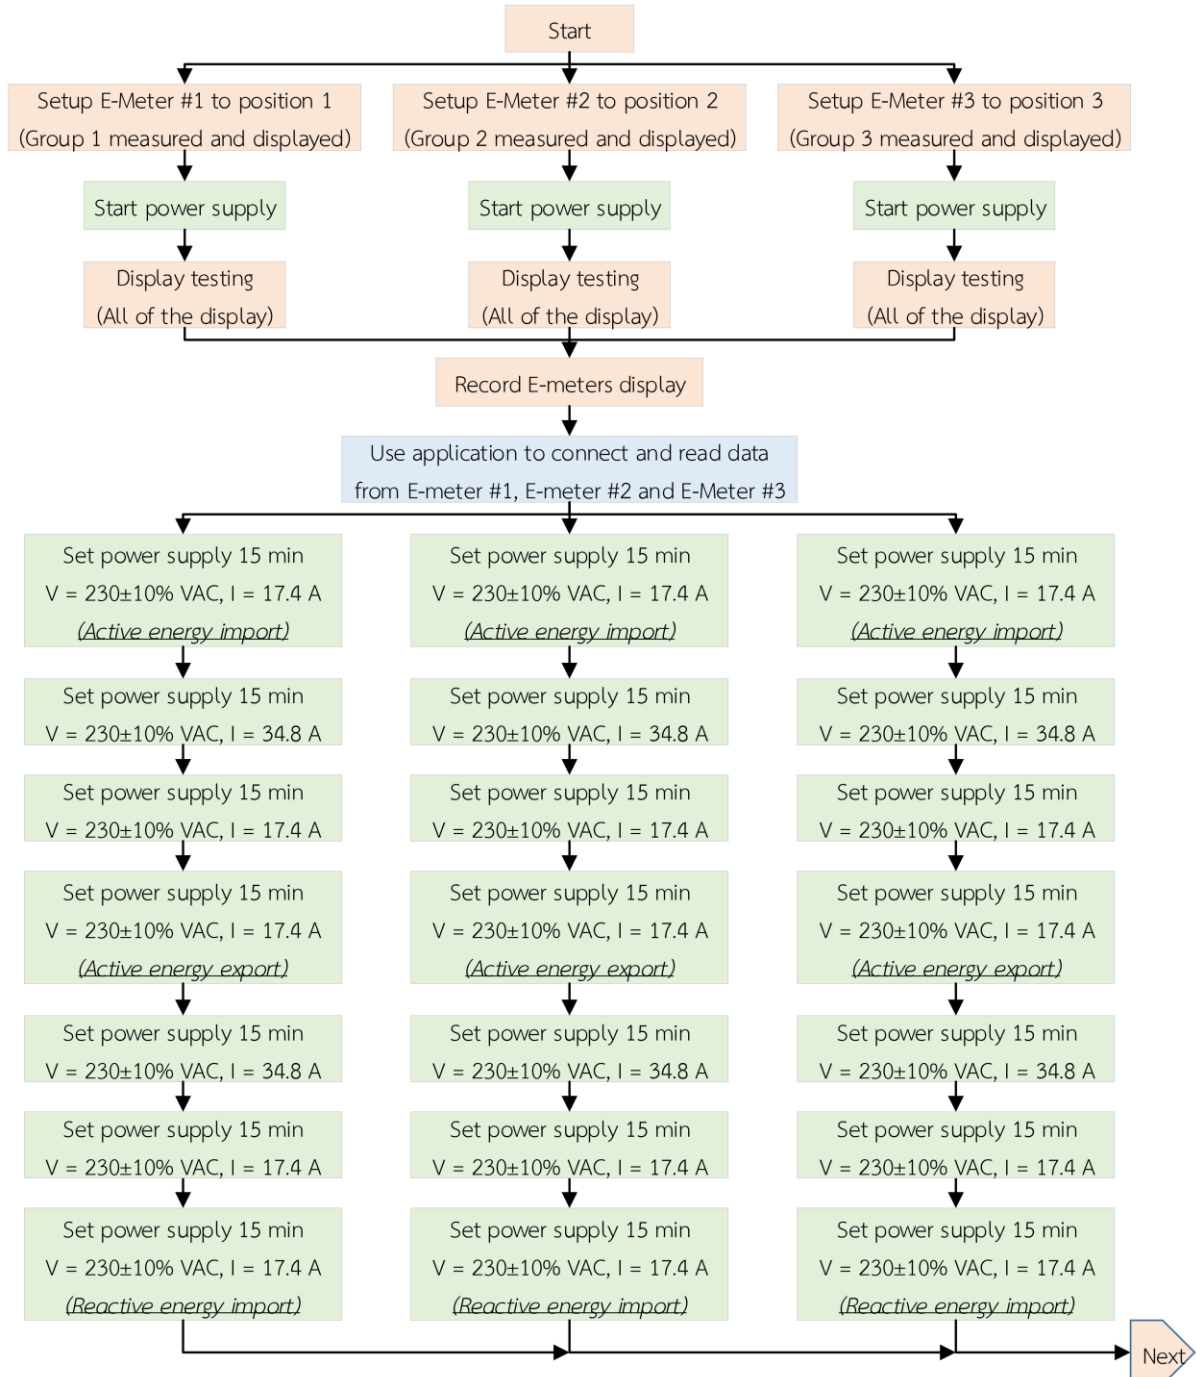 Start
Setup E-Meter #1 to position 1
(Group 1 measured and displayed)
Setup E-Meter #2 to position 2
(Group 2 measured and displayed)
Setup E-Meter #3 to position 3
(Group 3 measured and displayed)
Start power supply
Start power supply
Start power supply
Display testing
(All of the display)
Display testing
(All of the display)
Display testing
(All of the display)
Record E-meters display
Use application to connect and read data
from E-meter #1, E-meter #2 and E-Meter #3
Set power supply 15 min
V = 230±10% VAC, I = 17.4 A
(Active energy import)
Set power supply 15 min
V = 230±10% VAC, I = 17.4 A
(Active energy import)
Set power supply 15 min
V = 230±10% VAC, I = 17.4 A
(Active energy import)
Set power supply 15 min
V = 230±10% VAC, I = 34.8 A
Set power supply 15 min
V = 230±10% VAC, I = 34.8 A
Set power supply 15 min
V = 230±10% VAC, I = 34.8 A
Set power supply 15 min
V = 230±10% VAC, I = 17.4 A
Set power supply 15 min
V = 230±10% VAC, I = 17.4 A
Set power supply 15 min
V = 230±10% VAC, I = 17.4 A
Set power supply 15 min
V = 230±10% VAC, I = 17.4 A
(Active energy export)
Set power supply 15 min
V = 230±10% VAC, I = 17.4 A
(Active energy export)
Set power supply 15 min
V = 230±10% VAC, I = 17.4 A
(Active energy export)
Set power supply 15 min
V = 230±10% VAC, I = 34.8 A
Set power supply 15 min
V = 230±10% VAC, I = 34.8 A
Set power supply 15 min
V = 230±10% VAC, I = 34.8 A
Set power supply 15 min
V = 230±10% VAC, I = 17.4 A
Set power supply 15 min
V = 230±10% VAC, I = 17.4 A
Set power supply 15 min
V = 230±10% VAC, I = 17.4 A
Set power supply 15 min
V = 230±10% VAC, I = 17.4 A
(Reactive energy import)
Set power supply 15 min
V = 230±10% VAC, I = 17.4 A
(Reactive energy import)
Set power supply 15 min
V = 230±10% VAC, I = 17.4 A
(Reactive energy import)
Next